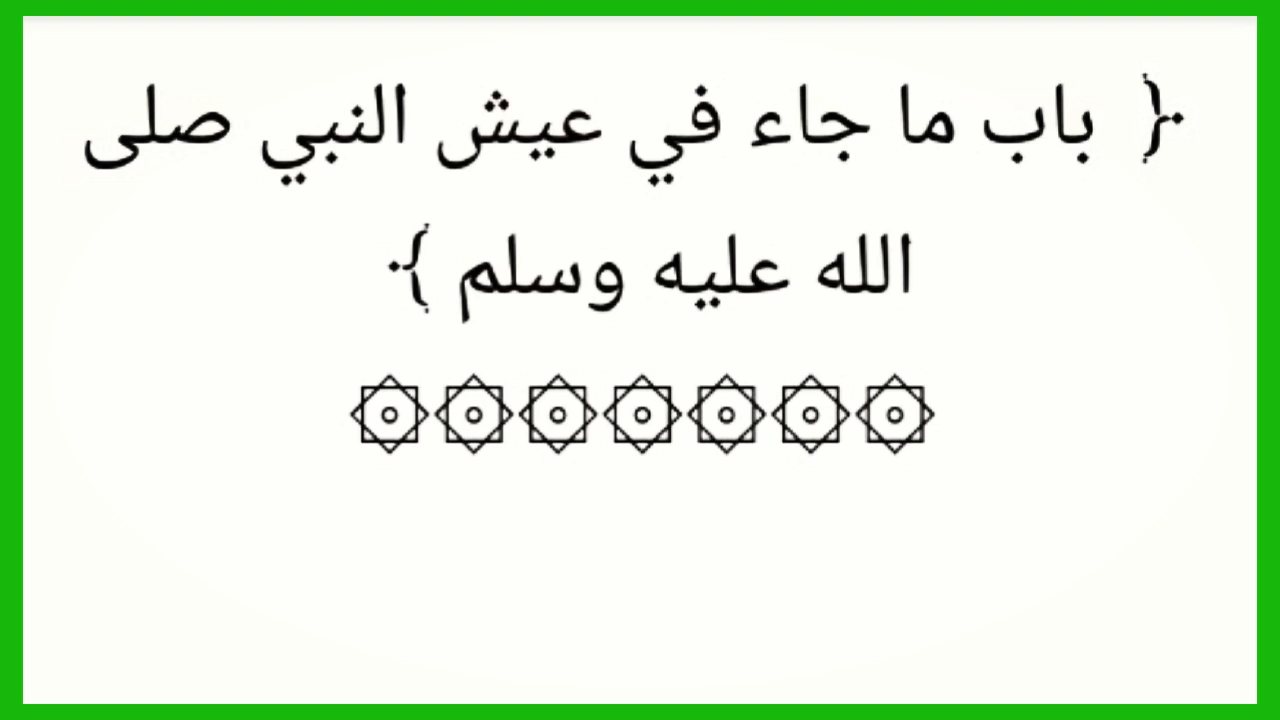 { باب ما جاء في عيش النبي صلى
الله عليه وسلم }
۞۞۞۞۞۞۞